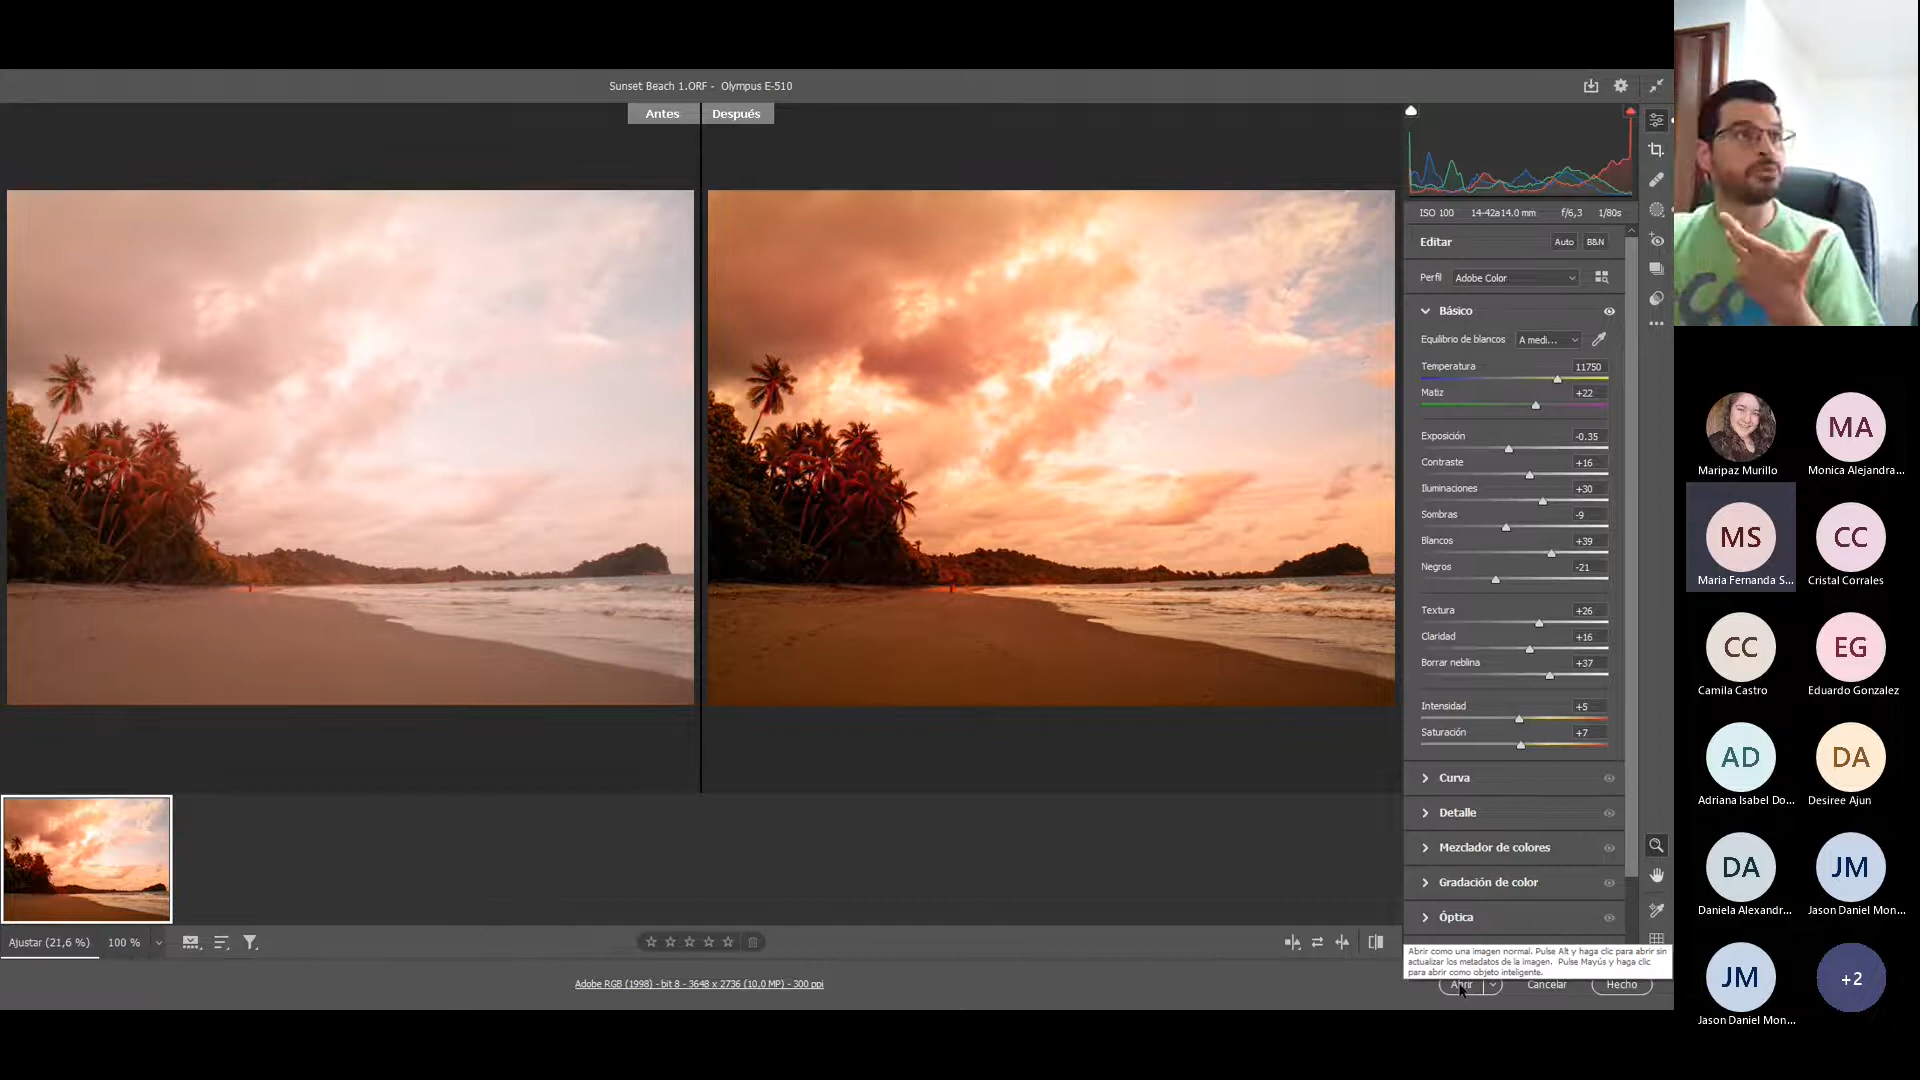 Sunset Beach 1.ORF - Olympus E-510
Antes
Después
ISO 100 14-42 a 14.0 mm f/6,3 1/80s
Editar Auto B&N
Perfil Adobe Color
Básico
Equilibrio de blancos A medi...
Temperatura 11750
Matiz +22
Exposición -0.35
Contraste +16
Iluminaciones +30
Sombras -9
Blancos +39
Negros -21
Textura +26
Claridad +16
Borrar neblina +37
Intensidad +5
Saturación +7
Curva
Detalle
Mezclador de colores
Gradación de color
Óptica
Abrir como una imagen normal. Pulse Alt y haga clic para abrir sin
actualizar los metadatos de la imagen. Pulse Mayús y haga clic
para abrir como objeto inteligente.
Abrir Cancelar Hecho
Ajustar (21,6 %) 100 %
Adobe RGB (1998) - bit 8 - 3648 x 2736 (10,0 MP) - 300 ppi
Maripaz Murillo
MA
Monica Alejandra...
MS
Maria Fernanda S...
CC
Cristal Corrales
CC
Camila Castro
EG
Eduardo Gonzalez
AD
Adriana Isabel Do...
DA
Desiree Ajun
DA
Daniela Alexandr...
JM
Jason Daniel Mon...
JM
Jason Daniel Mon...
+2